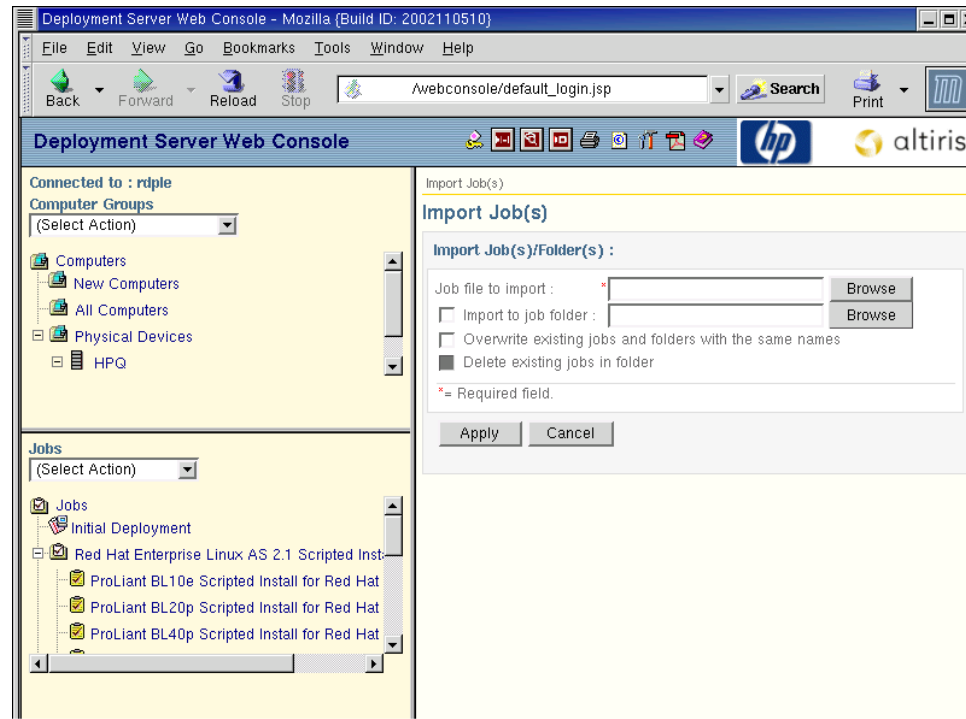 Deployment Server Web Console - Mozilla {Build ID: 2002110510}
File Edit View Go Bookmarks Tools Window Help
Back Forward Reload Stop /webconsole/default_login.jsp Search Print
Deployment Server Web Console hp altiris
Connected to : rdple
Computer Groups
(Select Action)
Computers
New Computers
All Computers
Physical Devices
HPQ
Jobs
(Select Action)
Jobs
Initial Deployment
Red Hat Enterprise Linux AS 2.1 Scripted Inst
ProLiant BL10e Scripted Install for Red Hat
ProLiant BL20p Scripted Install for Red Hat
ProLiant BL40p Scripted Install for Red Hat
Import Job(s)
Import Job(s)
Import Job(s)/Folder(s) :
Job file to import : * Browse
Import to job folder : Browse
Overwrite existing jobs and folders with the same names
Delete existing jobs in folder
*= Required field.
Apply Cancel